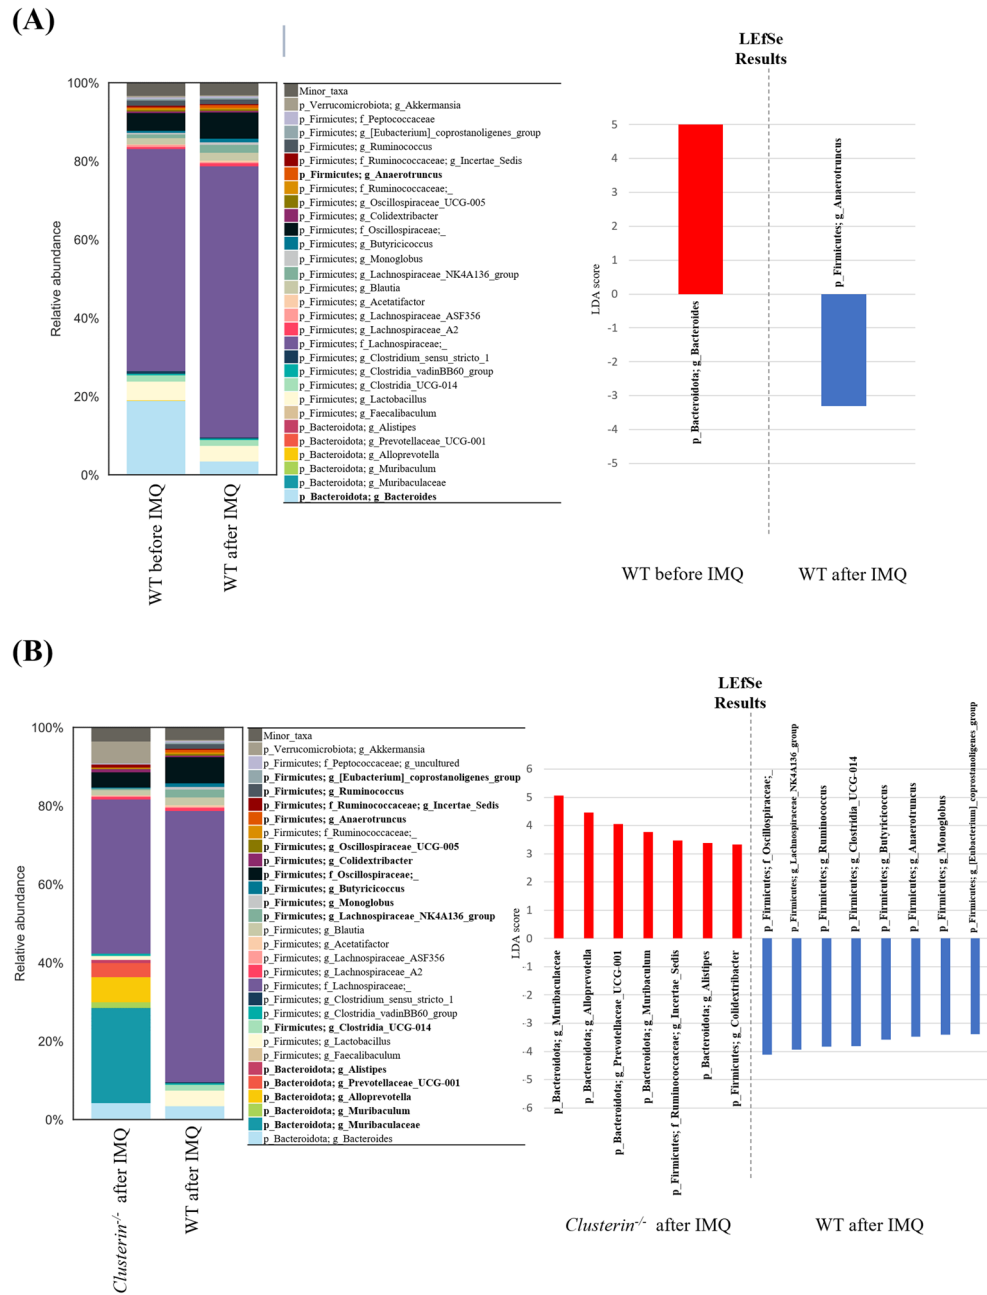 (A)
100%
80%
60%
40%
20%
0%
Relative abundance
WT before IMQ
WT after IMQ
Minor_taxa
p_Verrucomicrobiota; g_Akkermansia
p_Firmicutes; f_Peptococcaceae
p_Firmicutes; g_[Eubacterium]_coprostanoligenes_group
p_Firmicutes; g_Ruminococcus
p_Firmicutes; f_Ruminococcaceae; g_Incertae_Sedis
p_Firmicutes; g_Anaerotruncus
p_Firmicutes; f_Ruminococcaceae;_
p_Firmicutes; g_Oscillospiraceae_UCG-005
p_Firmicutes; g_Colidextribacter
p_Firmicutes; f_Oscillospiraceae;_
p_Firmicutes; g_Butyricicoccus
p_Firmicutes; g_Monoglobus
p_Firmicutes; g_Lachnospiraceae_NK4A136_group
p_Firmicutes; g_Blautia
p_Firmicutes; g_Acetatifactor
p_Firmicutes; g_Lachnospiraceae_ASF356
p_Firmicutes; g_Lachnospiraceae_A2
p_Firmicutes; f_Lachnospiraceae;_
p_Firmicutes; g_Clostridium_sensu_stricto_1
p_Firmicutes; g_Clostridia_vadinBB60_group
p_Firmicutes; g_Clostridia_UCG-014
p_Firmicutes; g_Lactobacillus
p_Firmicutes; g_Faecalibaculum
p_Bacteroidota; g_Alistipes
p_Bacteroidota; g_Prevotellaceae_UCG-001
p_Bacteroidota; g_Alloprevotella
p_Bacteroidota; g_Muribaculum
p_Bacteroidota; g_Muribaculaceae
p_Bacteroidota; g_Bacteroides
LEfSe
Results
5
4
3
2
1
0
-1
-2
-3
-4
-5
LDA score
p_Bacteroidota; g_Bacteroides
p_Firmicutes; g_Anaerotruncus
WT before IMQ
WT after IMQ
(B)
100%
80%
60%
40%
20%
0%
Relative abundance
Clusterin-/- after IMQ
WT after IMQ
Minor_taxa
p_Verrucomicrobiota; g_Akkermansia
p_Firmicutes; f_Peptococcaceae; g_uncultured
p_Firmicutes; g_[Eubacterium]_coprostanoligenes_group
p_Firmicutes; g_Ruminococcus
p_Firmicutes; f_Ruminococcaceae; g_Incertae_Sedis
p_Firmicutes; g_Anaerotruncus
p_Firmicutes; f_Ruminococcaceae;_
p_Firmicutes; g_Oscillospiraceae_UCG-005
p_Firmicutes; g_Colidextribacter
p_Firmicutes; f_Oscillospiraceae;_
p_Firmicutes; g_Butyricicoccus
p_Firmicutes; g_Monoglobus
p_Firmicutes; g_Lachnospiraceae_NK4A136_group
p_Firmicutes; g_Blautia
p_Firmicutes; g_Acetatifactor
p_Firmicutes; g_Lachnospiraceae_ASF356
p_Firmicutes; g_Lachnospiraceae_A2
p_Firmicutes; f_Lachnospiraceae;_
p_Firmicutes; g_Clostridium_sensu_stricto_1
p_Firmicutes; g_Clostridia_vadinBB60_group
p_Firmicutes; g_Clostridia_UCG-014
p_Firmicutes; g_Lactobacillus
p_Firmicutes; g_Faecalibaculum
p_Bacteroidota; g_Alistipes
p_Bacteroidota; g_Prevotellaceae_UCG-001
p_Bacteroidota; g_Alloprevotella
p_Bacteroidota; g_Muribaculum
p_Bacteroidota; g_Muribaculaceae
p_Bacteroidota; g_Bacteroides
LEfSe
Results
6
5
4
3
2
1
0
-1
-2
-3
-4
-5
-6
LDA score
p_Bacteroidota; g_Muribaculaceae
p_Bacteroidota; g_Alloprevotella
p_Bacteroidota; g_Prevotellaceae_UCG-001
p_Bacteroidota; g_Muribaculum
p_Firmicutes; f_Ruminococcaceae; g_Incertae_Sedis
p_Bacteroidota; g_Alistipes
p_Firmicutes; g_Colidextribacter
p_Firmicutes; f_Oscillospiraceae;_
p_Firmicutes; g_Lachnospiraceae_NK4A136_group
p_Firmicutes; g_Ruminococcus
p_Firmicutes; g_Clostridia_UCG-014
p_Firmicutes; g_Butyricicoccus
p_Firmicutes; g_Anaerotruncus
p_Firmicutes; g_Monoglobus
p_Firmicutes; g_[Eubacterium]_coprostanoligenes_group
Clusterin-/- after IMQ
WT after IMQ